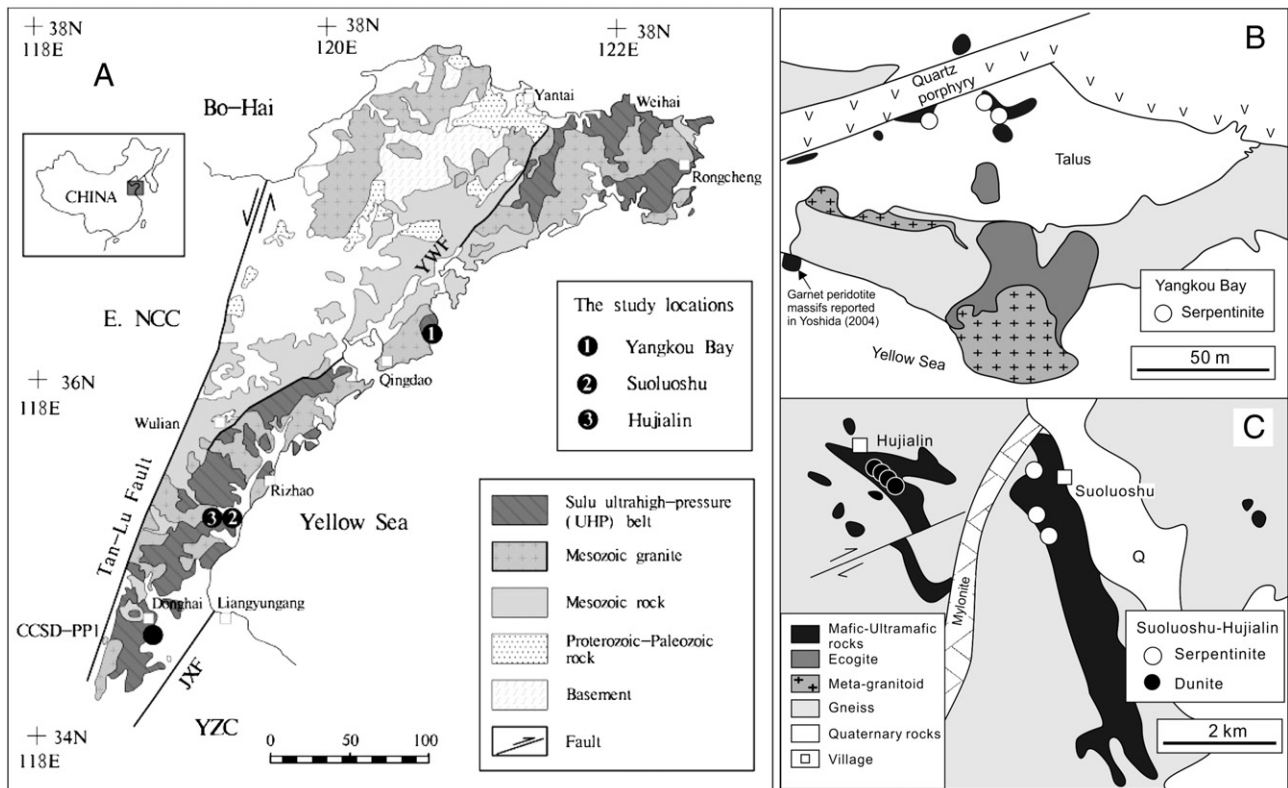 38N
118E
120E
38N
38N
122E
A
Bo-Hai
Yantai
Weihai
Rongcheng
CHINA
E. NCC
YWF
36N
118E
Qingdao
Wulian
Tan-Lu Fault
Rizhao
Yellow Sea
3
2
1
Donghai
Liangyungang
CCSD-PP1
JXF
YZC
34N
118E
0
50
100
The study locations
1 Yangkou Bay
2 Suoluoshu
3 Hujialin
Sulu ultrahigh-pressure
(UHP) belt
Mesozoic granite
Mesozoic rock
Proterozoic-Paleozoic
rock
Basement
Fault
B
Quartz
porphyry
V V V V V V V V V V V V
Talus
Garnet peridotite
massifs reported
in Yoshida (2004)
Yellow Sea
Yangkou Bay
Serpentinite
50 m
C
Hujialin
Suoluoshu
Mylonite
Q
Mafic-Ultramafic
rocks
Ecogite
Meta-granitoid
Gneiss
Quaternary rocks
Village
Suoluoshu-Hujialin
Serpentinite
Dunite
2 km